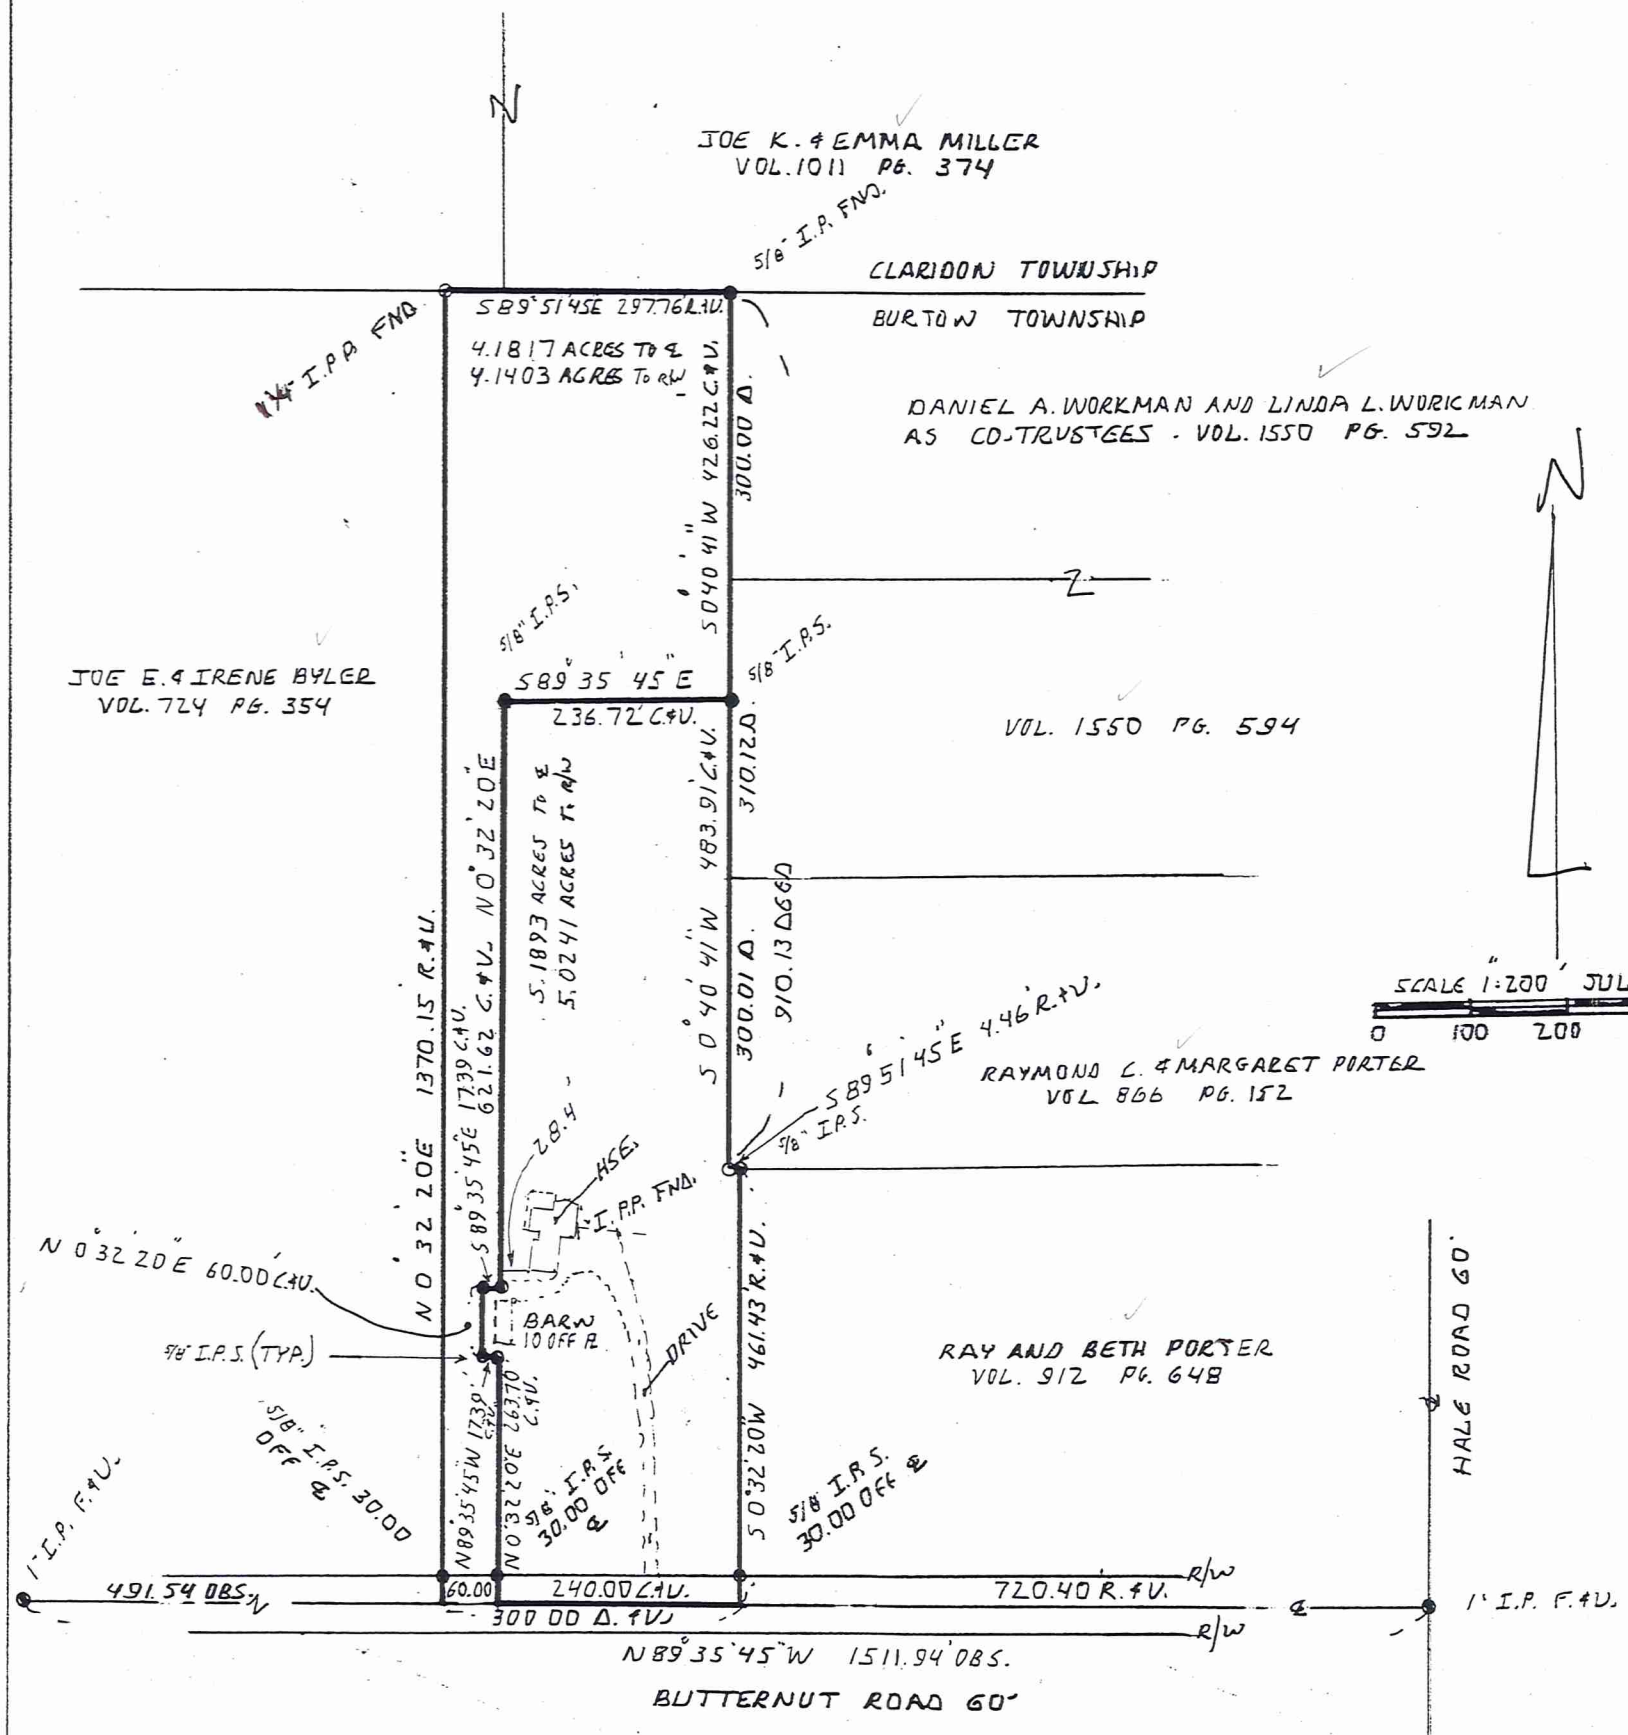 N
JOE K. & EMMA MILLER
VOL. 1011 PG. 374
5/8" I.P. FND.
CLARIDON TOWNSHIP
BURTON TOWNSHIP
S 89° 51' 45" E 297.76' R.&U.
I.P.P. FND.
4.1817 ACRES TO ℄
4.1403 ACRES TO R/W
S 0° 40' 41" W 426.22 C.&U.
300.00 D.
DANIEL A. WORKMAN AND LINDA L. WORKMAN
AS CO-TRUSTEES . VOL. 1550 PG. 592
N
Z
5/8" I.P.S.
5/8" I.P.S.
JOE E. & IRENE BYLER
VOL. 724 PG. 354
S 89° 35' 45" E
236.72' C.&U.
VOL. 1550 PG. 594
N 0° 32' 20" E 1370.15 R.&U.
621.62 C.&U. N 0° 32' 20" E
5.1893 ACRES TO ℄
5.0241 ACRES TO R/W
S 0° 40' 41" W 483.91' C.&U.
310.12 D.
300.01 D.
910.13 DEED
SCALE 1":200' JUL
0 100 200
S 89° 51' 45" E 4.46' R.&U.
5/8" I.P.S.
RAYMOND C. & MARGARET PORTER
VOL 866 PG. 152
S 89° 35' 45" E 17.39 C.&U.
28.4
HSE.
I.P.P. FND.
N 0° 32' 20" E 60.00' C.&U.
5/8" I.P.S. (TYP.)
BARN
10 OFF ⅊
DRIVE
S 0° 32' 20" W 461.43' R.&U.
RAY AND BETH PORTER
VOL. 912 PG. 648
HALE ROAD 60'
N 89° 35' 45" W 17.39' C.&U.
N 0° 32' 20" E 263.70' C.&U.
5/8" I.P.S. 30.00
OFF ℄
5/8" I.P.S.
30.00 OFF
℄
5/8" I.P.S.
30.00 OFF ℄
1" I.P. F.&U.
491.54 OBS.
60.00
240.00 C.&U.
720.40 R.&U.
R/W
℄
1" I.P. F.&U.
300.00 D.&U.
R/W
N 89° 35' 45" W 1511.94' OBS.
BUTTERNUT ROAD 60'